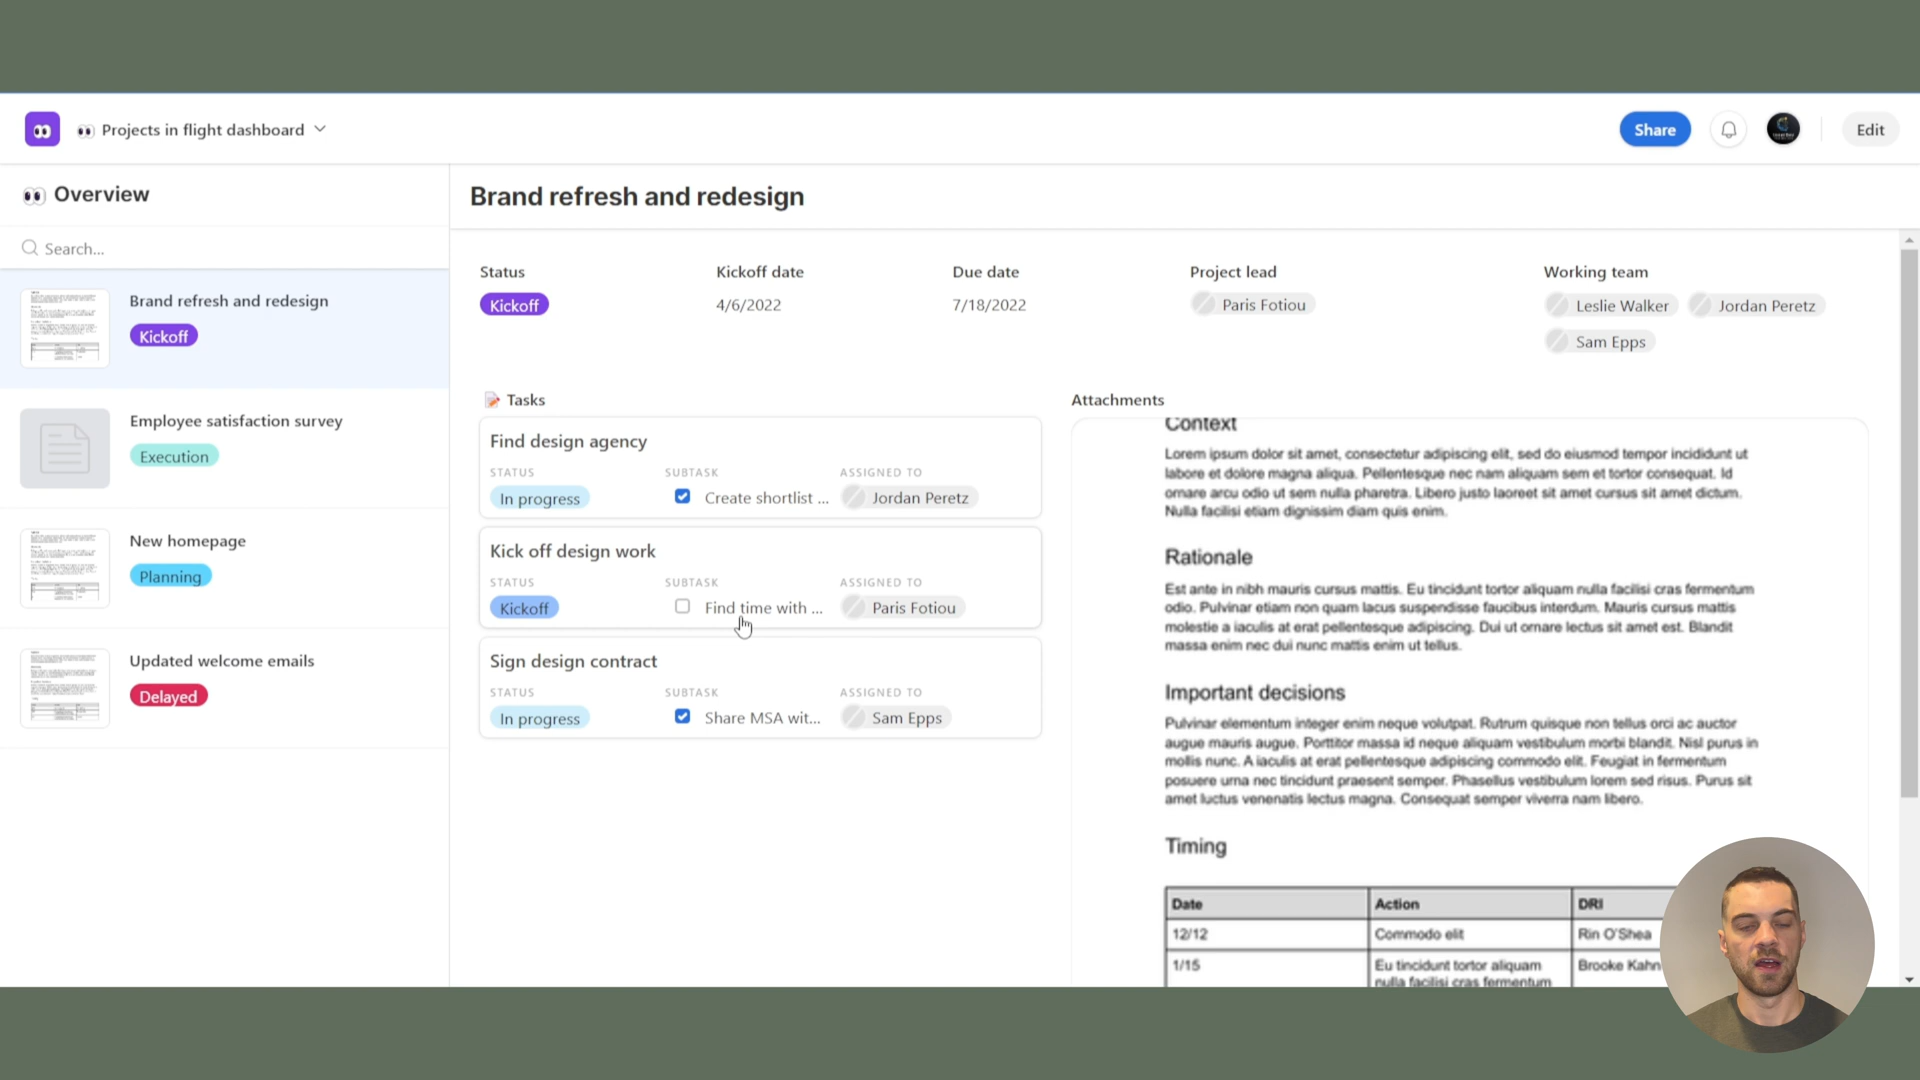 Projects in flight dashboard
Share
Edit
Overview
Search...
Brand refresh and redesign
Kickoff
Employee satisfaction survey
Execution
New homepage
Planning
Updated welcome emails
Delayed
Brand refresh and redesign
Status
Kickoff
Kickoff date
4/6/2022
Due date
7/18/2022
Project lead
Paris Fotiou
Working team
Leslie Walker
Jordan Peretz
Sam Epps
Tasks
Find design agency
STATUS SUBTASK ASSIGNED TO
In progress Create shortlist ... Jordan Peretz
Kick off design work
STATUS SUBTASK ASSIGNED TO
Kickoff Find time with ... Paris Fotiou
Sign design contract
STATUS SUBTASK ASSIGNED TO
In progress Share MSA wit... Sam Epps
Attachments
Context
Lorem ipsum dolor sit amet, consectetur adipiscing elit, sed do eiusmod tempor incididunt ut
labore et dolore magna aliqua. Pellentesque nec nam aliquam sem et tortor consequat. Id
ornare arcu odio ut sem nulla pharetra. Libero justo laoreet sit amet cursus sit amet dictum.
Nulla facilisi etiam dignissim diam quis enim.
Rationale
Est ante in nibh mauris cursus mattis. Eu tincidunt tortor aliquam nulla facilisi cras fermentum
odio. Pulvinar etiam non quam lacus suspendisse faucibus interdum. Mauris cursus mattis
molestie a iaculis at erat pellentesque adipiscing. Dui ut ornare lectus sit amet est. Blandit
massa enim nec dui nunc mattis enim ut tellus.
Important decisions
Pulvinar elementum integer enim neque volutpat. Rutrum quisque non tellus orci ac auctor
augue mauris augue. Porttitor massa id neque aliquam vestibulum morbi blandit. Nisl purus in
mollis nunc. A iaculis at erat pellentesque adipiscing commodo elit. Feugiat in fermentum
posuere urna nec tincidunt praesent semper. Phasellus vestibulum lorem sed risus. Purus sit
amet luctus venenatis lectus magna. Consequat semper viverra nam libero.
Timing
Date Action DRI
12/12 Commodo elit Rin O'Shea
1/15 Eu tincidunt tortor aliquam Brooke Kahn
nulla facilisi cras fermentum